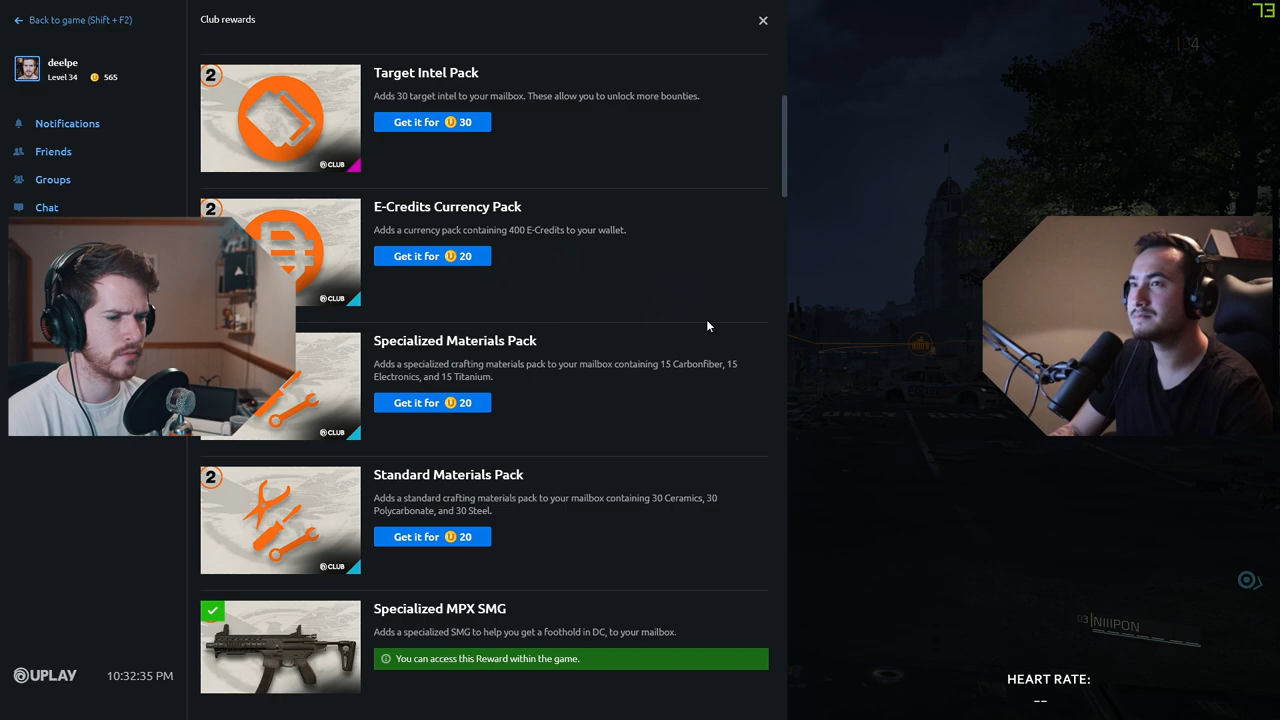 Back to game (Shift + F2)
deelpe
Level 34 565
Notifications
Friends
Groups
Chat
UPLAY
10:32:35 PM
Club rewards
2
Target Intel Pack
Adds 30 target intel to your mailbox. These allow you to unlock more bounties.
Get it for 30
CLUB
2
E-Credits Currency Pack
Adds a currency pack containing 400 E-Credits to your wallet.
Get it for 20
CLUB
Specialized Materials Pack
Adds a specialized crafting materials pack to your mailbox containing 15 Carbonfiber, 15
Electronics, and 15 Titanium.
Get it for 20
CLUB
2
Standard Materials Pack
Adds a standard crafting materials pack to your mailbox containing 30 Ceramics, 30
Polycarbonate, and 30 Steel.
Get it for 20
CLUB
Specialized MPX SMG
Adds a specialized SMG to help you get a foothold in DC, to your mailbox.
You can access this Reward within the game.
73
NIIIPON
HEART RATE:
--